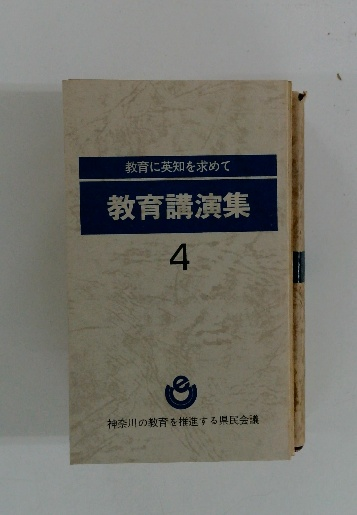 教育に英知を求めて
教育講演集
4
神奈川の教育を推進する県民会議